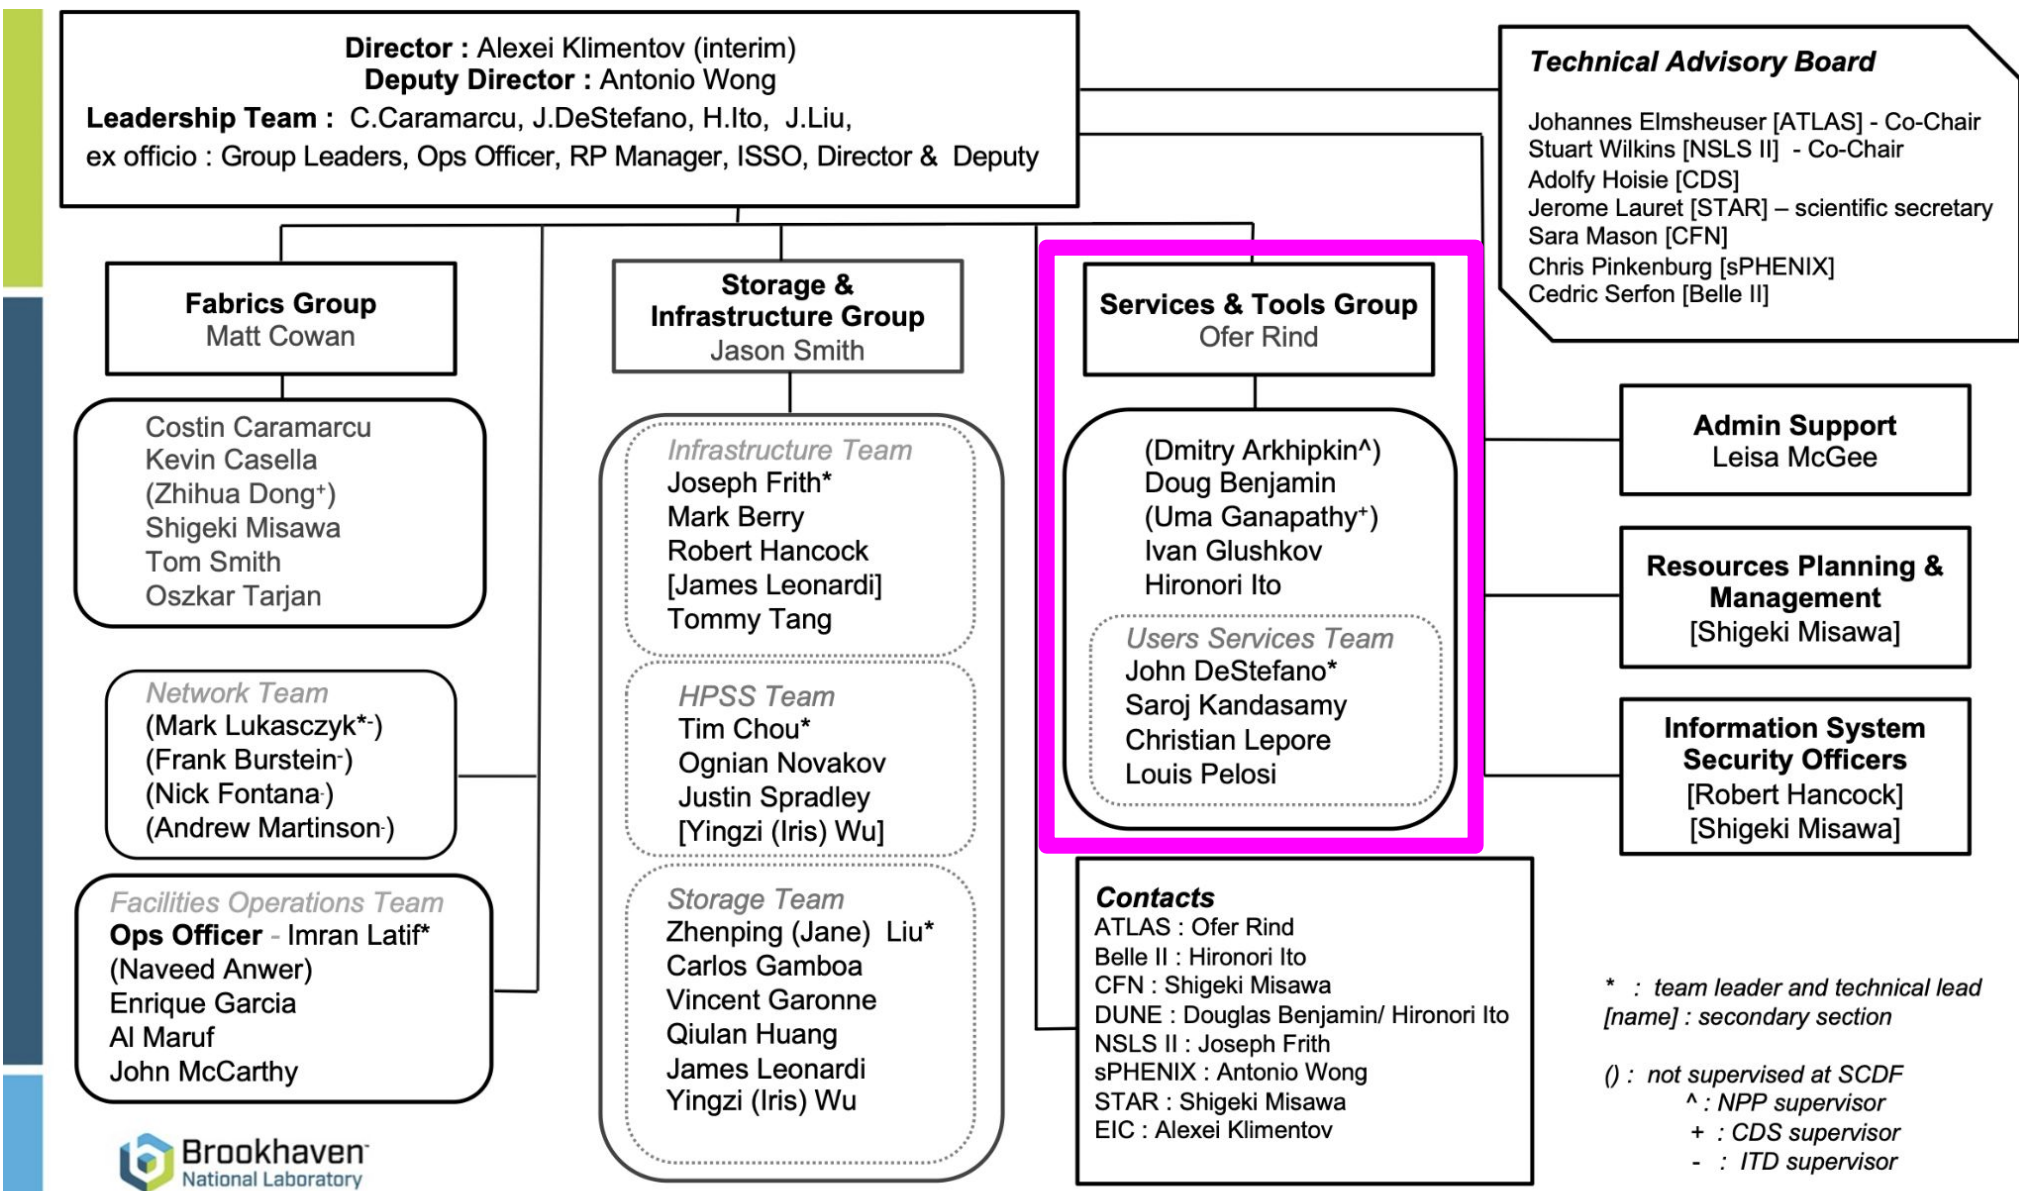 Director : Alexei Klimentov (interim)
Deputy Director : Antonio Wong
Leadership Team : C.Caramarcu, J.DeStefano, H.Ito, J.Liu,
ex officio : Group Leaders, Ops Officer, RP Manager, ISSO, Director & Deputy
Technical Advisory Board
Johannes Elmsheuser [ATLAS] - Co-Chair
Stuart Wilkins [NSLS II] - Co-Chair
Adolfy Hoisie [CDS]
Jerome Lauret [STAR] – scientific secretary
Sara Mason [CFN]
Chris Pinkenburg [sPHENIX]
Cedric Serfon [Belle II]
Fabrics Group
Matt Cowan
Costin Caramarcu
Kevin Casella
(Zhihua Dong⁺)
Shigeki Misawa
Tom Smith
Oszkar Tarjan
Network Team
(Mark Lukasczyk*-)
(Frank Burstein-)
(Nick Fontana-)
(Andrew Martinson-)
Facilities Operations Team
Ops Officer - Imran Latif*
(Naveed Anwer)
Enrique Garcia
Al Maruf
John McCarthy
Storage &
Infrastructure Group
Jason Smith
Infrastructure Team
Joseph Frith*
Mark Berry
Robert Hancock
[James Leonardi]
Tommy Tang
HPSS Team
Tim Chou*
Ognian Novakov
Justin Spradley
[Yingzi (Iris) Wu]
Storage Team
Zhenping (Jane) Liu*
Carlos Gamboa
Vincent Garonne
Qiulan Huang
James Leonardi
Yingzi (Iris) Wu
Services & Tools Group
Ofer Rind
(Dmitry Arkhipkin^)
Doug Benjamin
(Uma Ganapathy⁺)
Ivan Glushkov
Hironori Ito
Users Services Team
John DeStefano*
Saroj Kandasamy
Christian Lepore
Louis Pelosi
Contacts
ATLAS : Ofer Rind
Belle II : Hironori Ito
CFN : Shigeki Misawa
DUNE : Douglas Benjamin/ Hironori Ito
NSLS II : Joseph Frith
sPHENIX : Antonio Wong
STAR : Shigeki Misawa
EIC : Alexei Klimentov
Admin Support
Leisa McGee
Resources Planning &
Management
[Shigeki Misawa]
Information System
Security Officers
[Robert Hancock]
[Shigeki Misawa]
* : team leader and technical lead
[name] : secondary section
() : not supervised at SCDF
^ : NPP supervisor
+ : CDS supervisor
- : ITD supervisor
Brookhaven™
National Laboratory